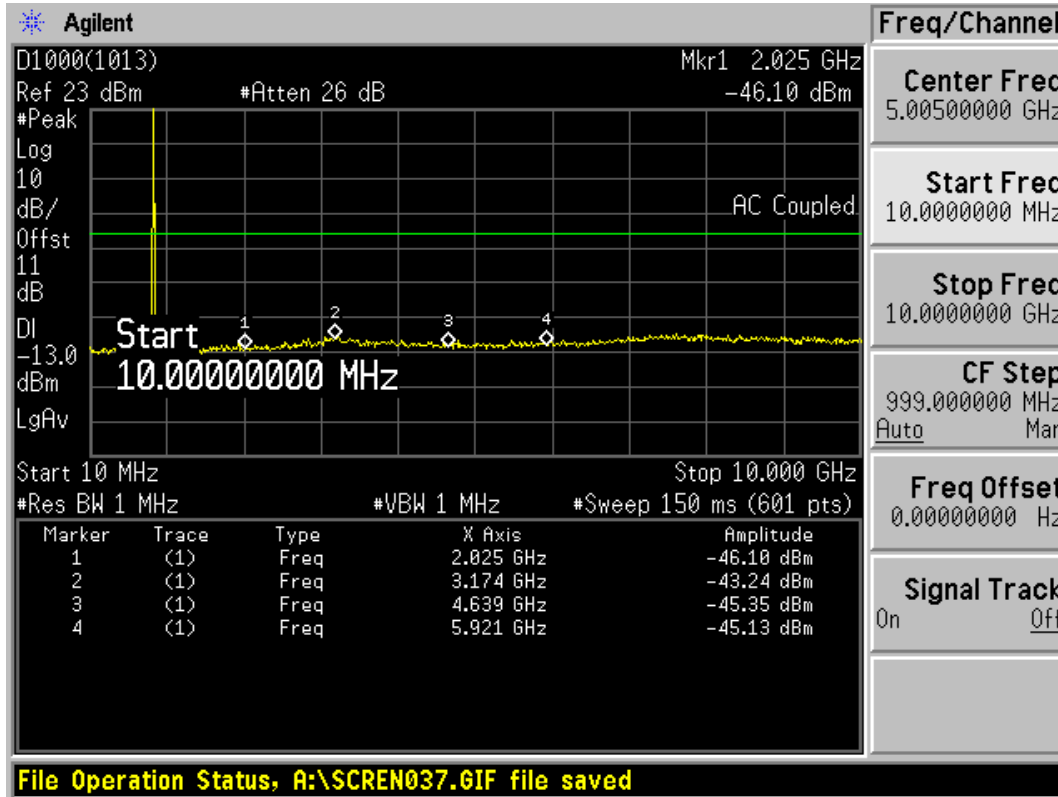 Agilent
Freq/Channel
D1000(1013)
Mkr1 2.025 GHz
Ref 23 dBm #Atten 26 dB -46.10 dBm
#Peak
Log
10
dB/
Offst
11
dB
DI
-13.0
dBm
LgAv
AC Coupled
1 2 3 4
Start
10.00000000 MHz
Start 10 MHz Stop 10.000 GHz
#Res BW 1 MHz #VBW 1 MHz #Sweep 150 ms (601 pts)
Marker Trace Type X Axis Amplitude
1 (1) Freq 2.025 GHz -46.10 dBm
2 (1) Freq 3.174 GHz -43.24 dBm
3 (1) Freq 4.639 GHz -45.35 dBm
4 (1) Freq 5.921 GHz -45.13 dBm
Center Freq
5.00500000 GHz
Start Freq
10.0000000 MHz
Stop Freq
10.0000000 GHz
CF Step
999.000000 MHz
Auto Man
Freq Offset
0.00000000 Hz
Signal Track
On Off
File Operation Status, A:\SCREN037.GIF file saved